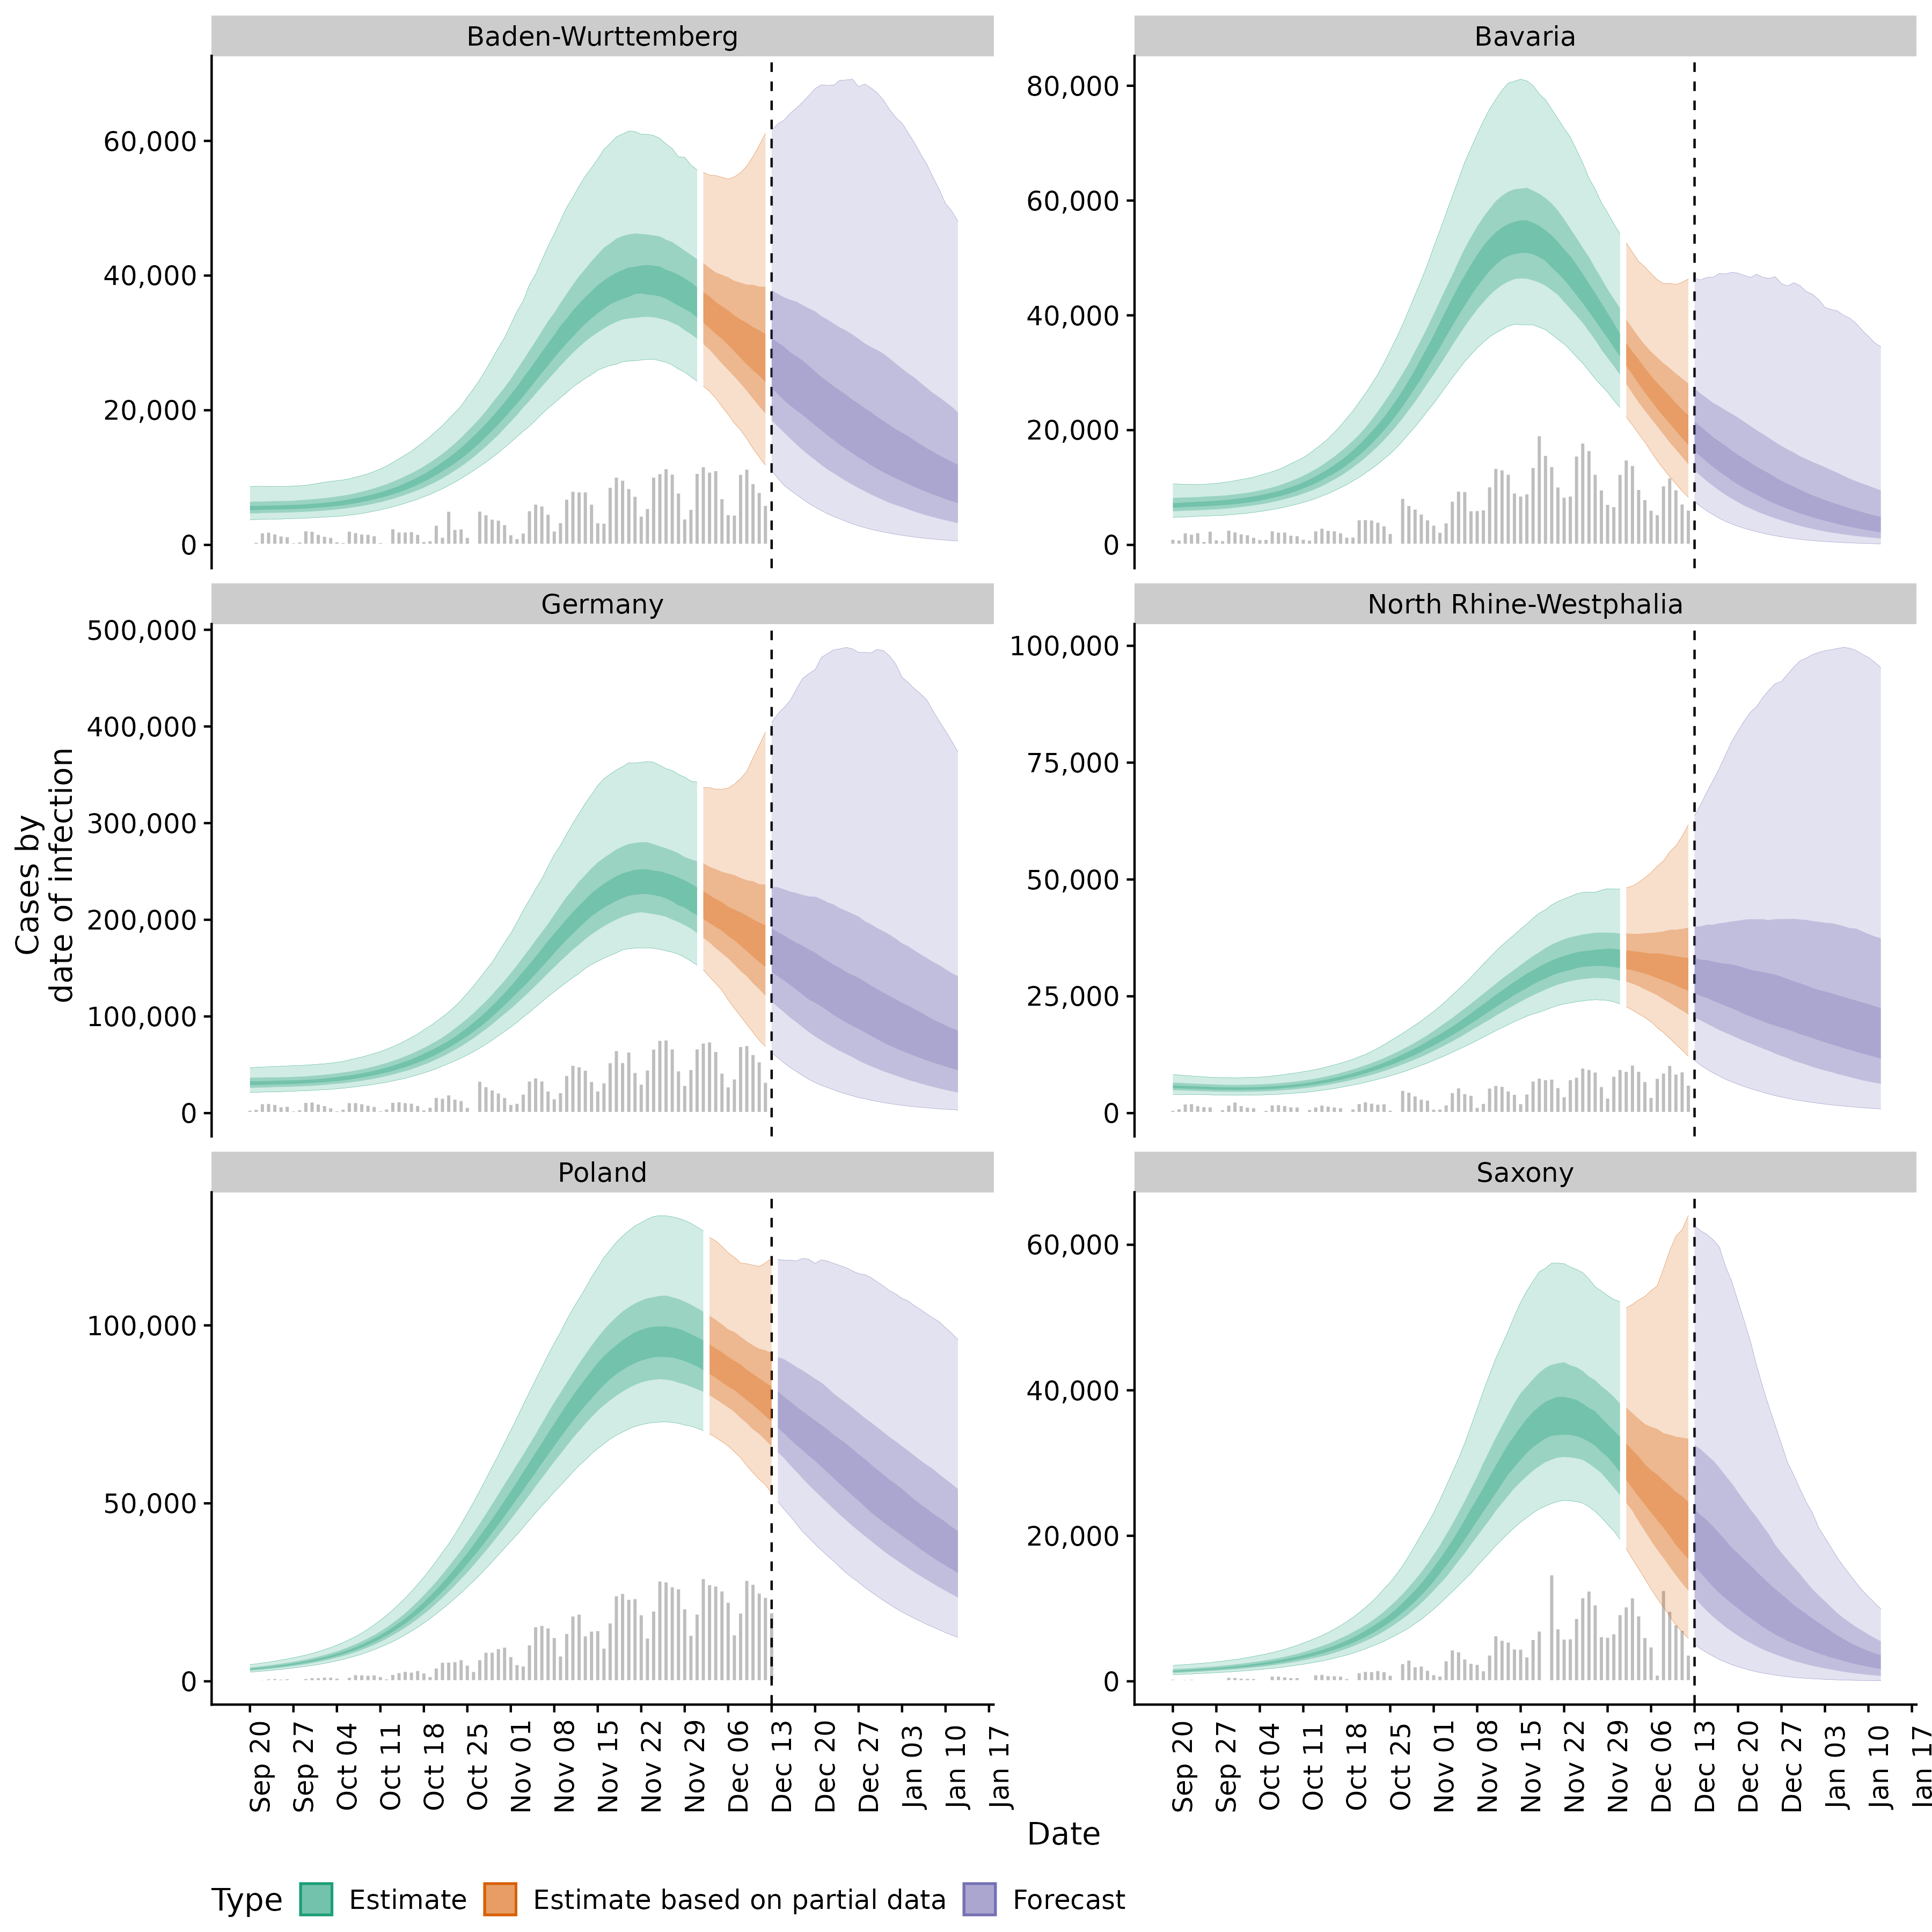 Baden-Wurttemberg
Bavaria
60,000
40,000
20,000
0
80,000
60,000
40,000
20,000
0
Germany
North Rhine-Westphalia
500,000
400,000
300,000
200,000
100,000
0
100,000
75,000
50,000
25,000
0
Cases by
date of infection
Poland
Saxony
100,000
50,000
0
60,000
40,000
20,000
0
Sep 20
Sep 27
Oct 04
Oct 11
Oct 18
Oct 25
Nov 01
Nov 08
Nov 15
Nov 22
Nov 29
Dec 06
Dec 13
Dec 20
Dec 27
Jan 03
Jan 10
Jan 17
Sep 20
Sep 27
Oct 04
Oct 11
Oct 18
Oct 25
Nov 01
Nov 08
Nov 15
Nov 22
Nov 29
Dec 06
Dec 13
Dec 20
Dec 27
Jan 03
Jan 10
Jan 17
Date
Type
Estimate
Estimate based on partial data
Forecast